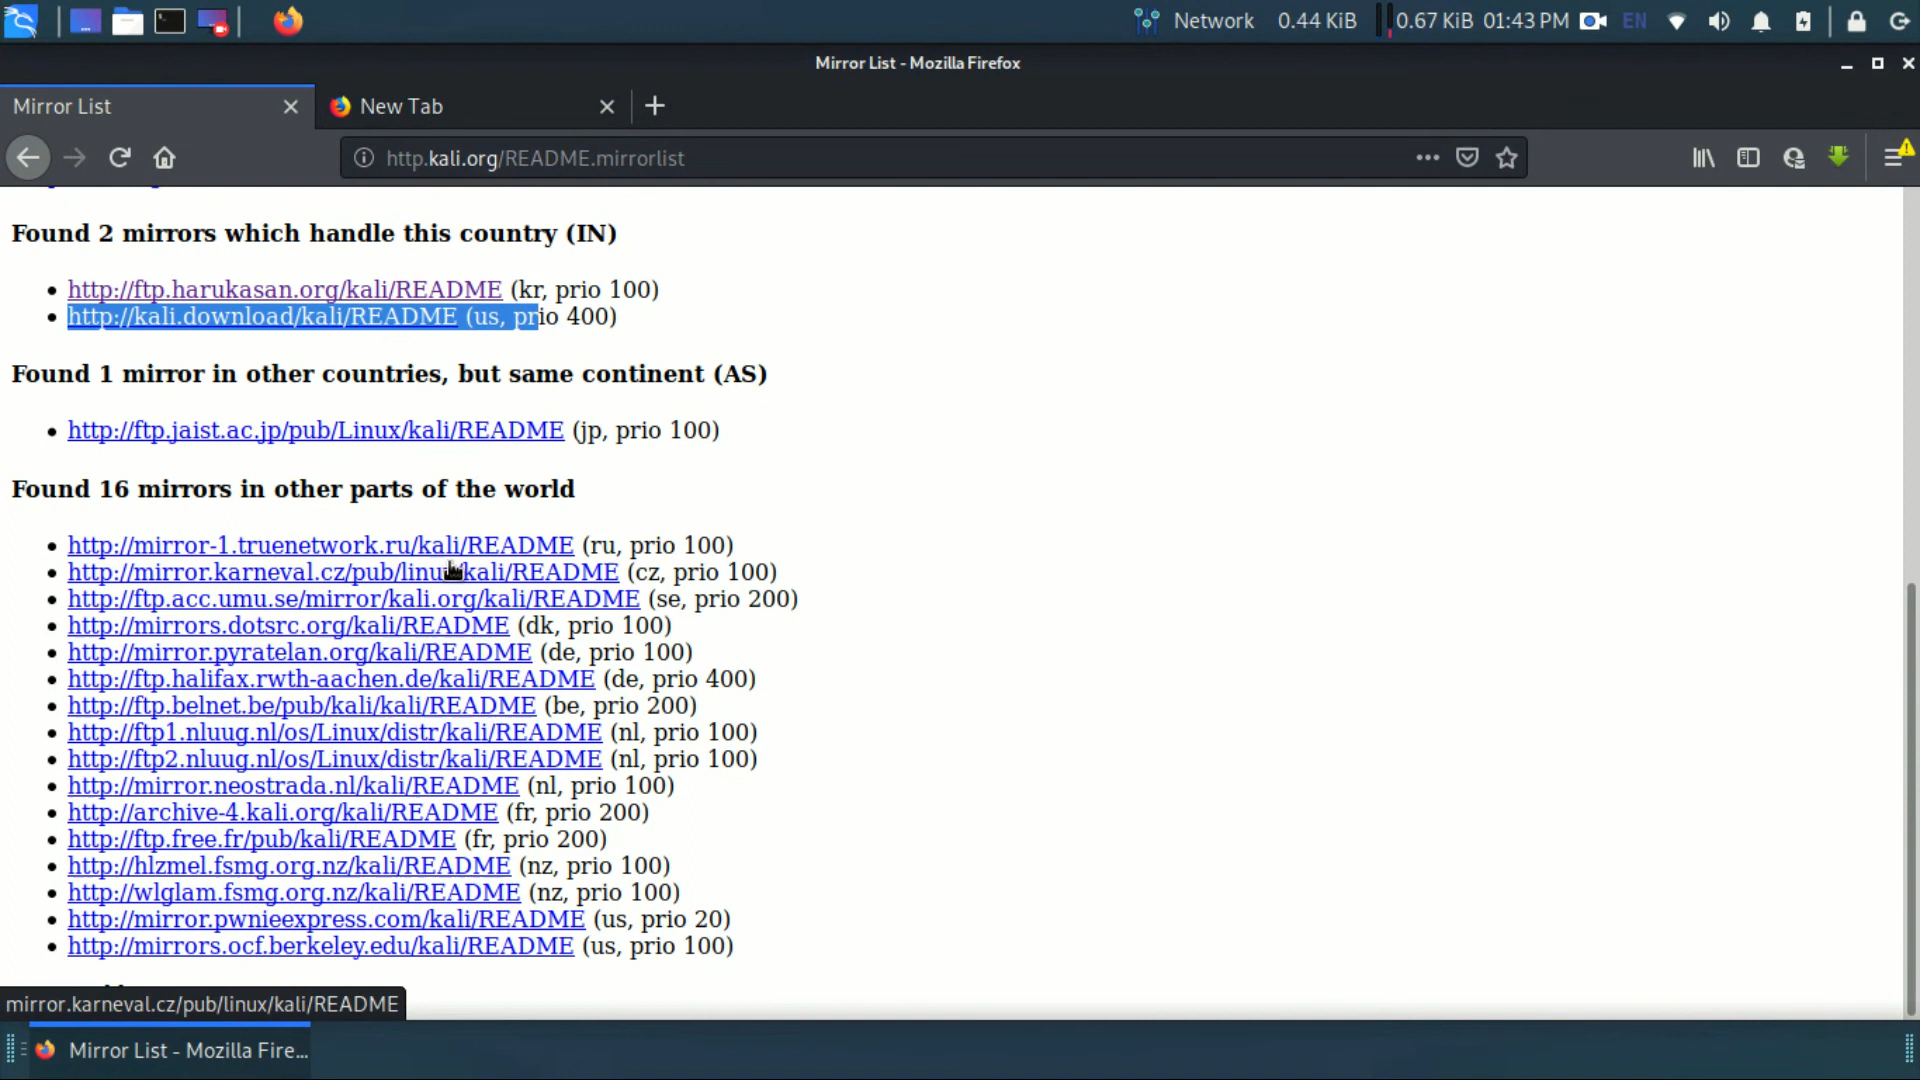 Network 0.44 KiB 0.67 KiB 01:43 PM EN
Mirror List - Mozilla Firefox
Mirror List New Tab
http.kali.org/README.mirrorlist
Found 2 mirrors which handle this country (IN)
http://ftp.harukasan.org/kali/README (kr, prio 100)
http://kali.download/kali/README (us, prio 400)
Found 1 mirror in other countries, but same continent (AS)
http://ftp.jaist.ac.jp/pub/Linux/kali/README (jp, prio 100)
Found 16 mirrors in other parts of the world
http://mirror-1.truenetwork.ru/kali/README (ru, prio 100)
http://mirror.karneval.cz/pub/linux/kali/README (cz, prio 100)
http://ftp.acc.umu.se/mirror/kali.org/kali/README (se, prio 200)
http://mirrors.dotsrc.org/kali/README (dk, prio 100)
http://mirror.pyratelan.org/kali/README (de, prio 100)
http://ftp.halifax.rwth-aachen.de/kali/README (de, prio 400)
http://ftp.belnet.be/pub/kali/kali/README (be, prio 200)
http://ftp1.nluug.nl/os/Linux/distr/kali/README (nl, prio 100)
http://ftp2.nluug.nl/os/Linux/distr/kali/README (nl, prio 100)
http://mirror.neostrada.nl/kali/README (nl, prio 100)
http://archive-4.kali.org/kali/README (fr, prio 200)
http://ftp.free.fr/pub/kali/README (fr, prio 200)
http://hlzmel.fsmg.org.nz/kali/README (nz, prio 100)
http://wlglam.fsmg.org.nz/kali/README (nz, prio 100)
http://mirror.pwnieexpress.com/kali/README (us, prio 20)
http://mirrors.ocf.berkeley.edu/kali/README (us, prio 100)
mirror.karneval.cz/pub/linux/kali/README
Mirror List - Mozilla Fire...